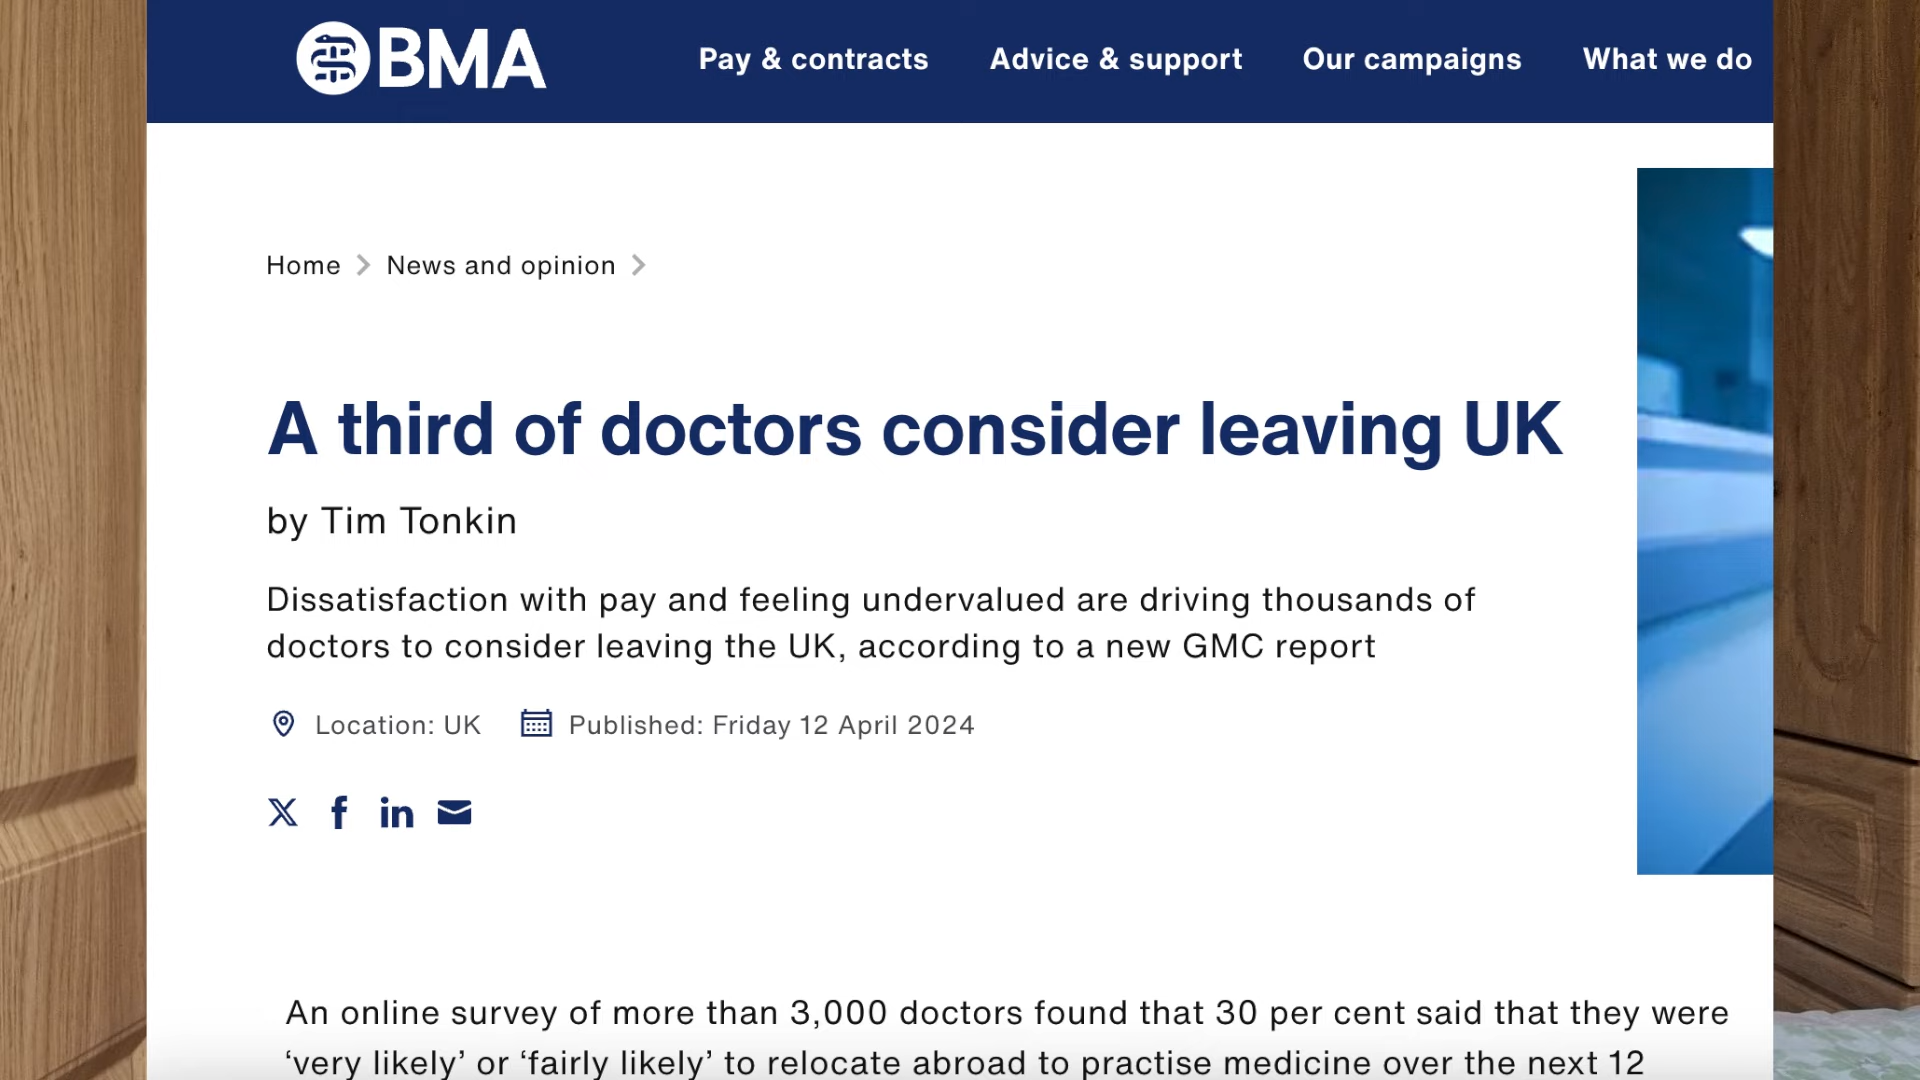 BMA
Pay & contracts
Advice & support
Our campaigns
What we do
Home
News and opinion
A third of doctors consider leaving UK
by Tim Tonkin
Dissatisfaction with pay and feeling undervalued are driving thousands of
doctors to consider leaving the UK, according to a new GMC report
Location: UK
Published: Friday 12 April 2024
X
f
in
An online survey of more than 3,000 doctors found that 30 per cent said that they were
‘very likely’ or ‘fairly likely’ to relocate abroad to practise medicine over the next 12